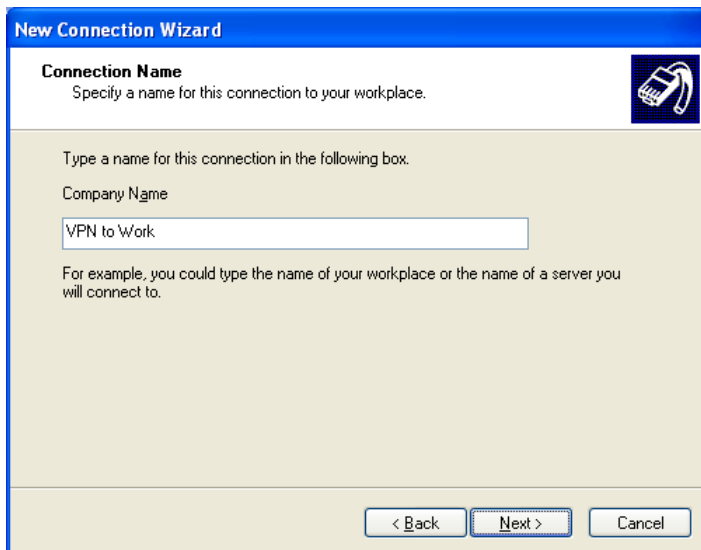 New Connection Wizard
Connection Name
Specify a name for this connection to your workplace.
Type a name for this connection in the following box.
Company Name
VPN to Work
For example, you could type the name of your workplace or the name of a server you
will connect to.
< Back Next > Cancel